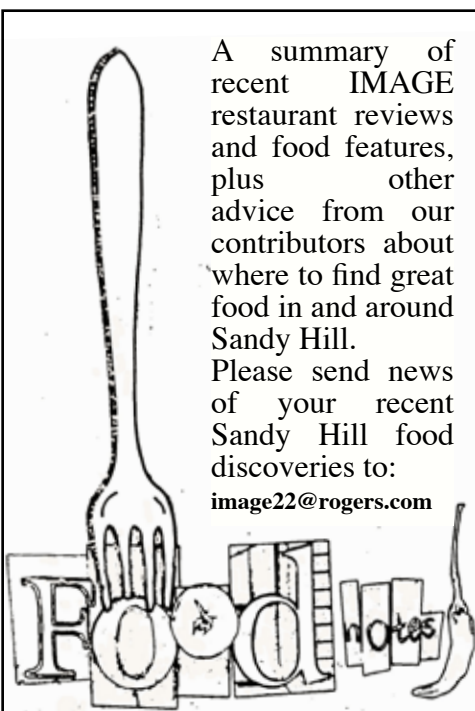 A summary of
recent IMAGE
restaurant reviews
and food features,
plus other
advice from our
contributors about
where to find great
food in and around
Sandy Hill.
Please send news
of your recent
Sandy Hill food
discoveries to:
image22@rogers.com
Food notes